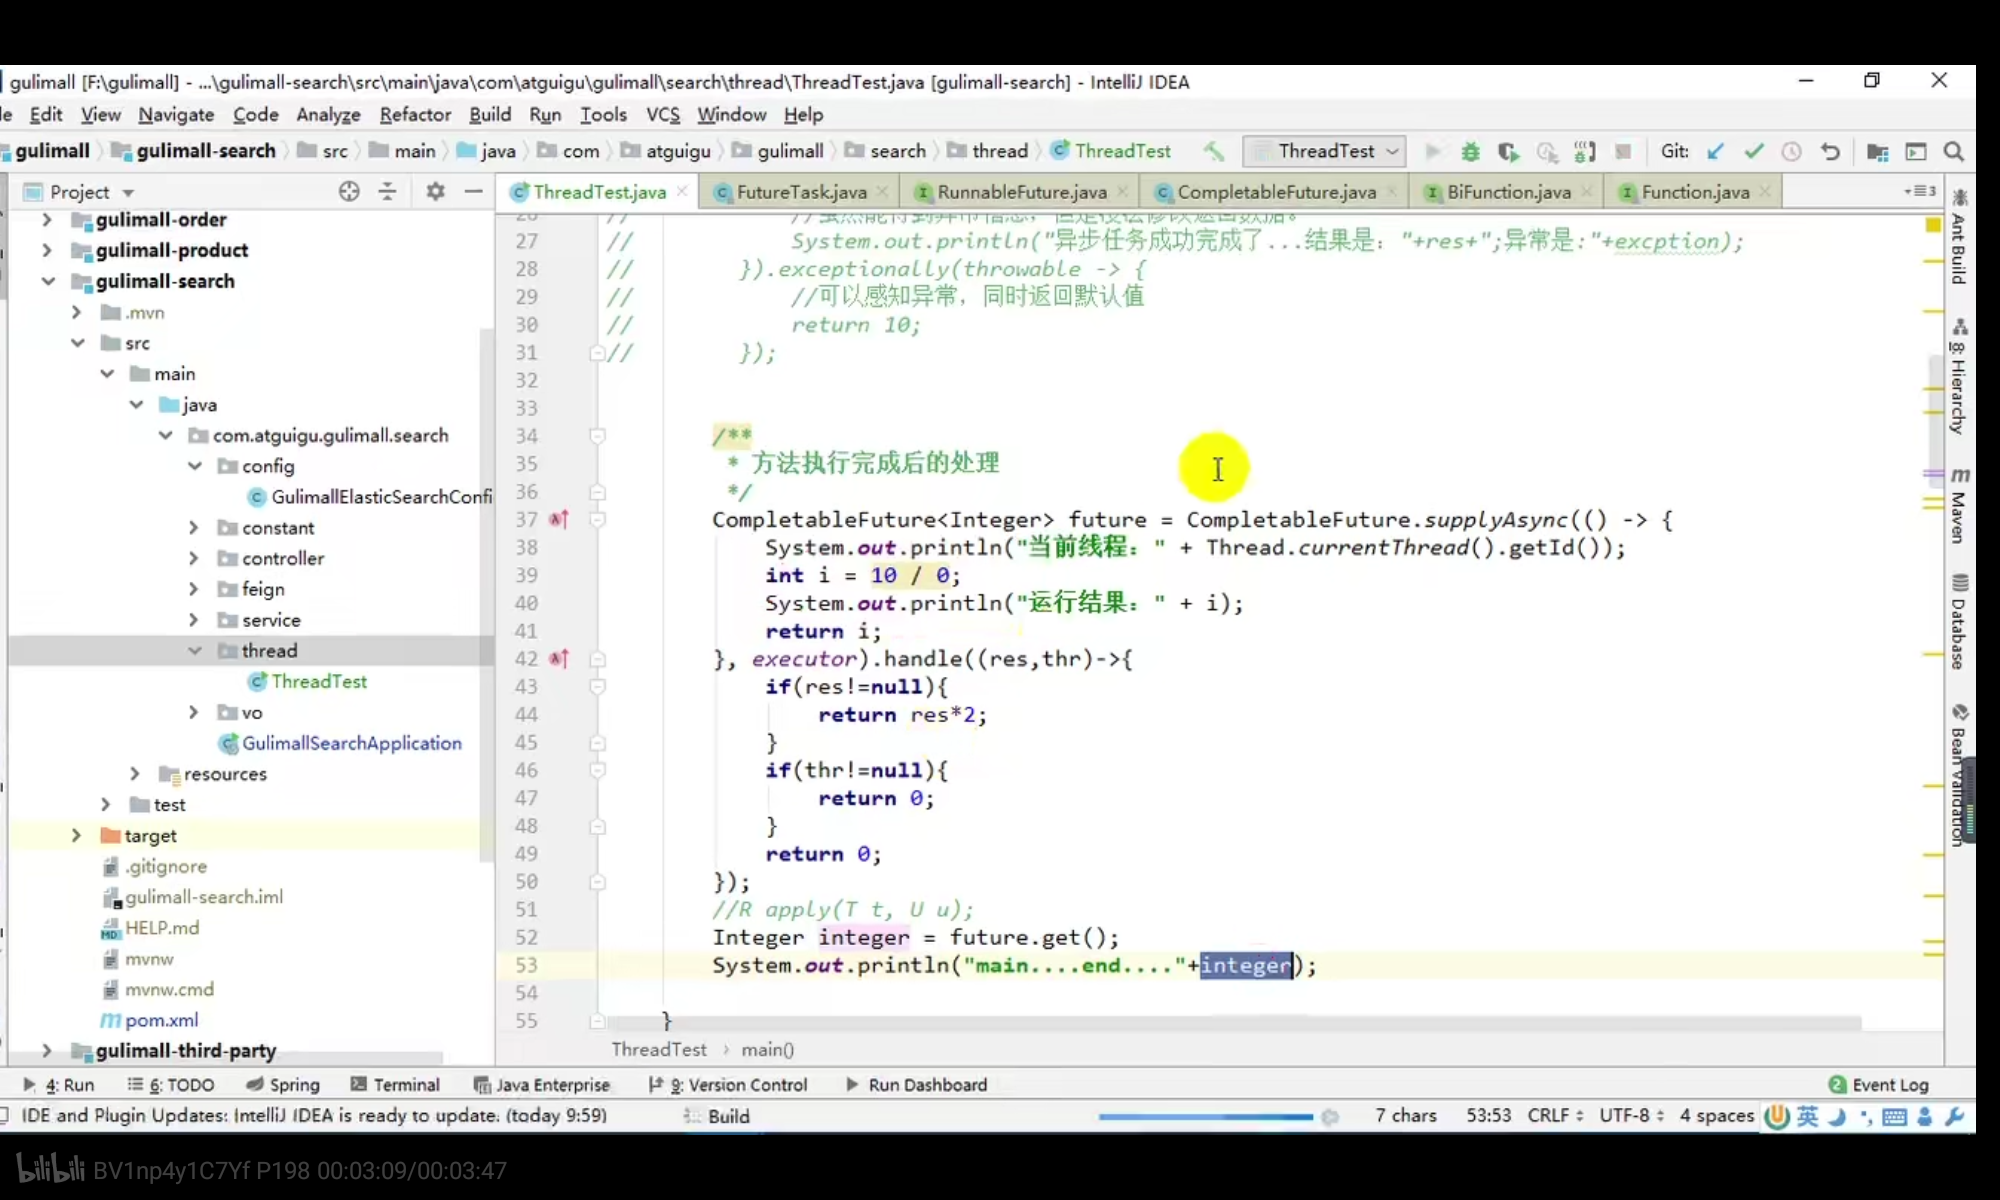 gulimall [F:\gulimall] - ...\gulimall-search\src\main\java\com\atguigu\gulimall\search\thread\ThreadTest.java [gulimall-search] - IntelliJ IDEA
Edit View Navigate Code Analyze Refactor Build Run Tools VCS Window Help
gulimall gulimall-search src main java com atguigu gulimall search thread ThreadTest ThreadTest Git:
Project ThreadTest.java FutureTask.java RunnableFuture.java CompletableFuture.java BiFunction.java Function.java
gulimall-order
gulimall-product
gulimall-search
.mvn
src
main
java
com.atguigu.gulimall.search
config
GulimallElasticSearchConfi
constant
controller
feign
service
thread
ThreadTest
vo
GulimallSearchApplication
resources
test
target
.gitignore
gulimall-search.iml
HELP.md
mvnw
mvnw.cmd
pom.xml
gulimall-third-party
27 // System.out.println("异步任务成功完成了...结果是："+res+";异常是:"+excption);
28 // }).exceptionally(throwable -> {
29 // //可以感知异常，同时返回默认值
30 // return 10;
31 // });
32
33
34 /**
35 * 方法执行完成后的处理
36 */
37 CompletableFuture<Integer> future = CompletableFuture.supplyAsync(() -> {
38 System.out.println("当前线程：" + Thread.currentThread().getId());
39 int i = 10 / 0;
40 System.out.println("运行结果：" + i);
41 return i;
42 }, executor).handle((res,thr)->{
43 if(res!=null){
44 return res*2;
45 }
46 if(thr!=null){
47 return 0;
48 }
49 return 0;
50 });
51 //R apply(T t, U u);
52 Integer integer = future.get();
53 System.out.println("main....end...."+integer);
54
55 }
ThreadTest main()
Ant Build
8: Hierarchy
Maven
Database
Bean Validation
4: Run 6: TODO Spring Terminal Java Enterprise 9: Version Control Run Dashboard 2 Event Log
IDE and Plugin Updates: IntelliJ IDEA is ready to update. (today 9:59) Build 7 chars 53:53 CRLF UTF-8 4 spaces 英
bilibili BV1np4y1C7Yf P198 00:03:09/00:03:47